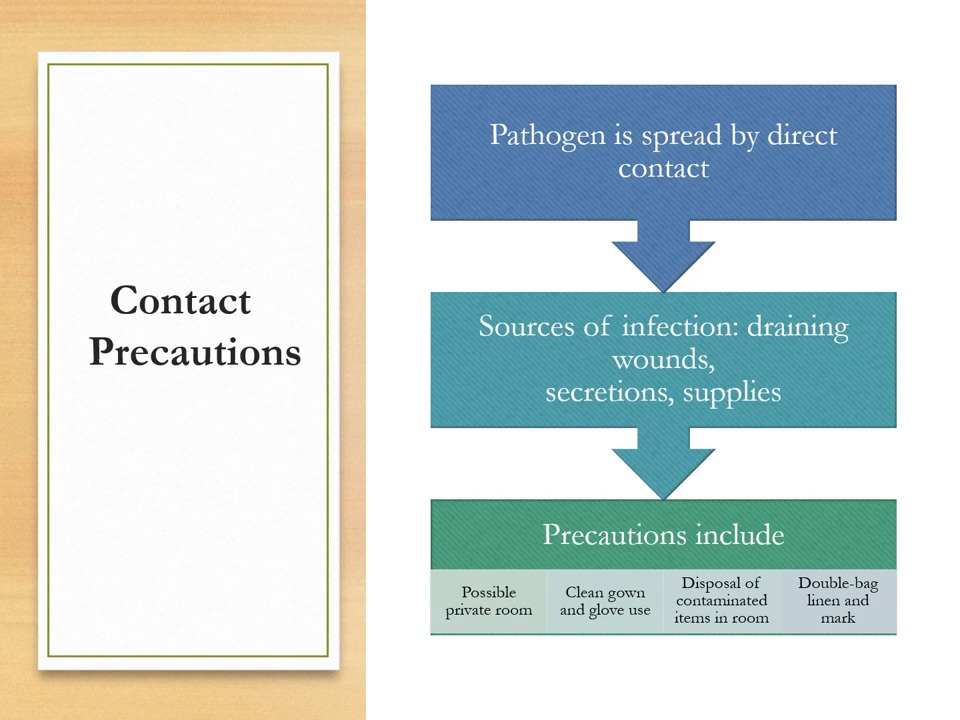 Contact
Precautions
Pathogen is spread by direct
contact
Sources of infection: draining
wounds,
secretions, supplies
Precautions include
Possible
private room
Clean gown
and glove use
Disposal of
contaminated
items in room
Double-bag
linen and
mark